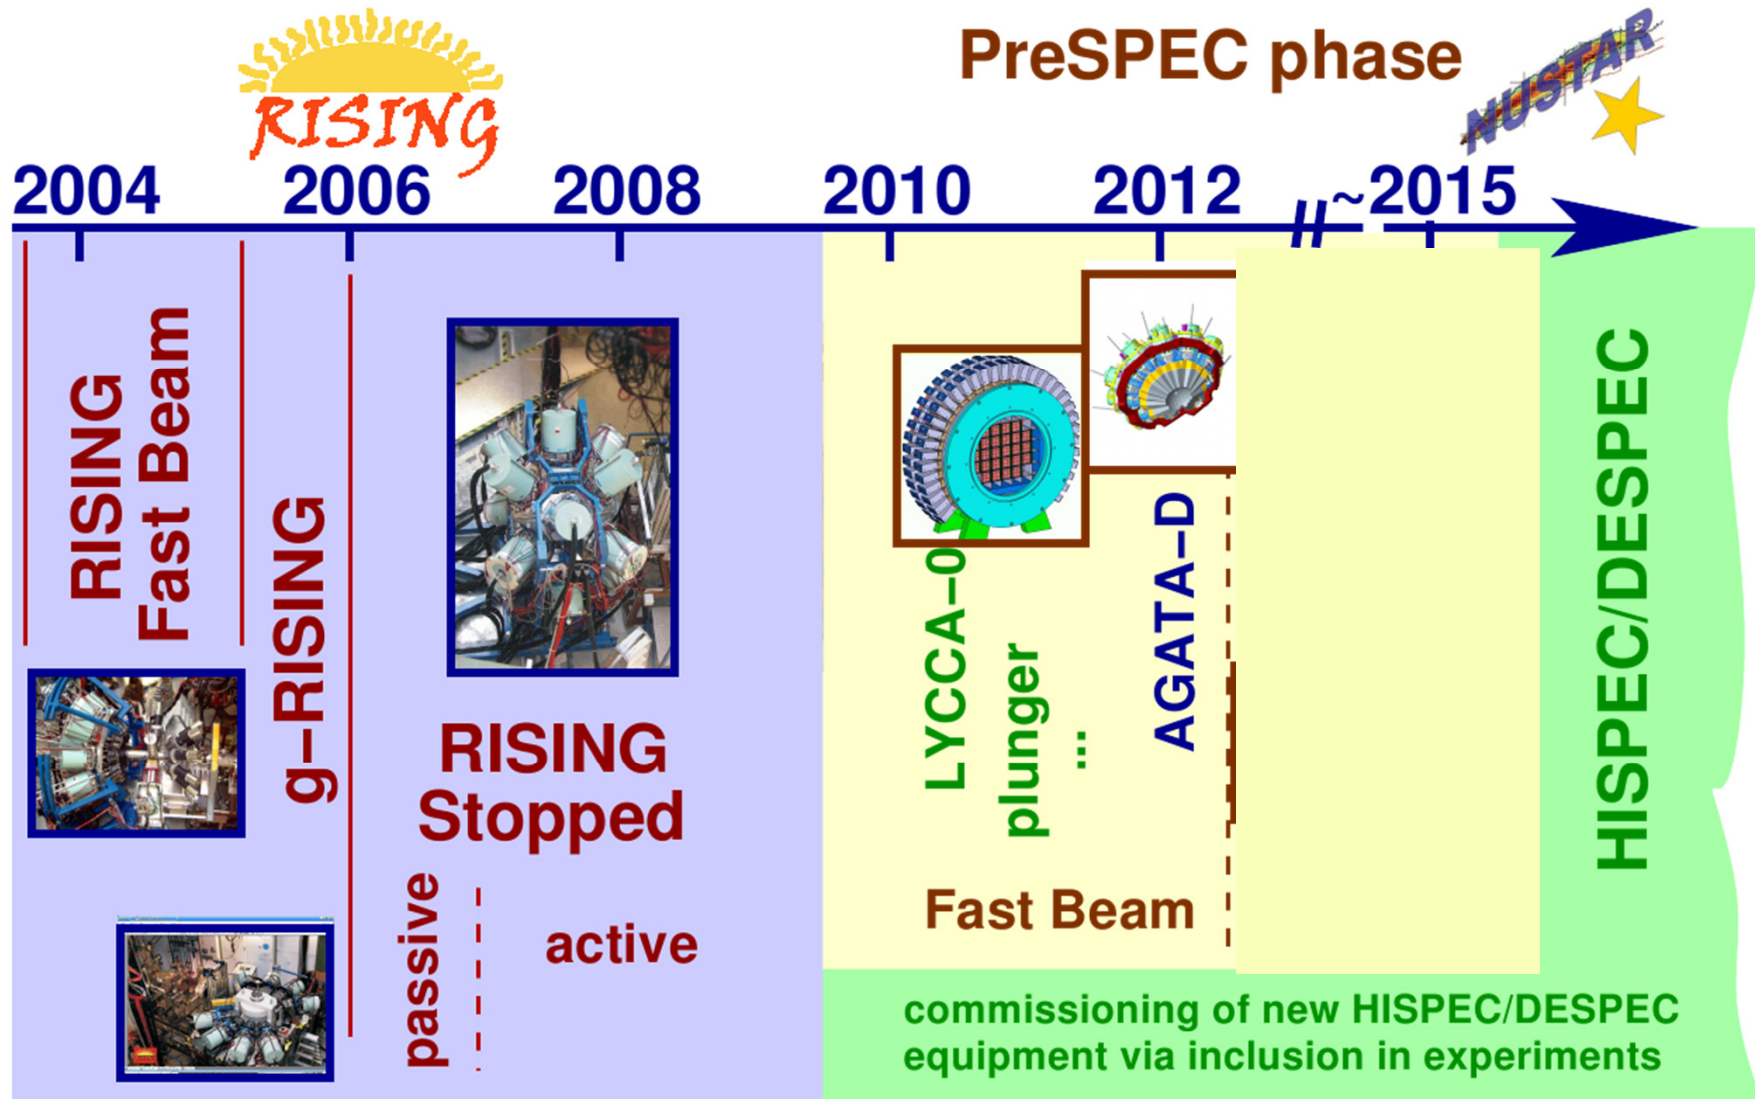 RISING
PreSPEC phase
NUSTAR
2004
2006
2008
2010
2012
~2015
RISING
Fast Beam
g–RISING
RISING
Stopped
passive
active
LYCCA–0
plunger
...
AGATA–D
Fast Beam
HISPEC/DESPEC
commissioning of new HISPEC/DESPEC
equipment via inclusion in experiments